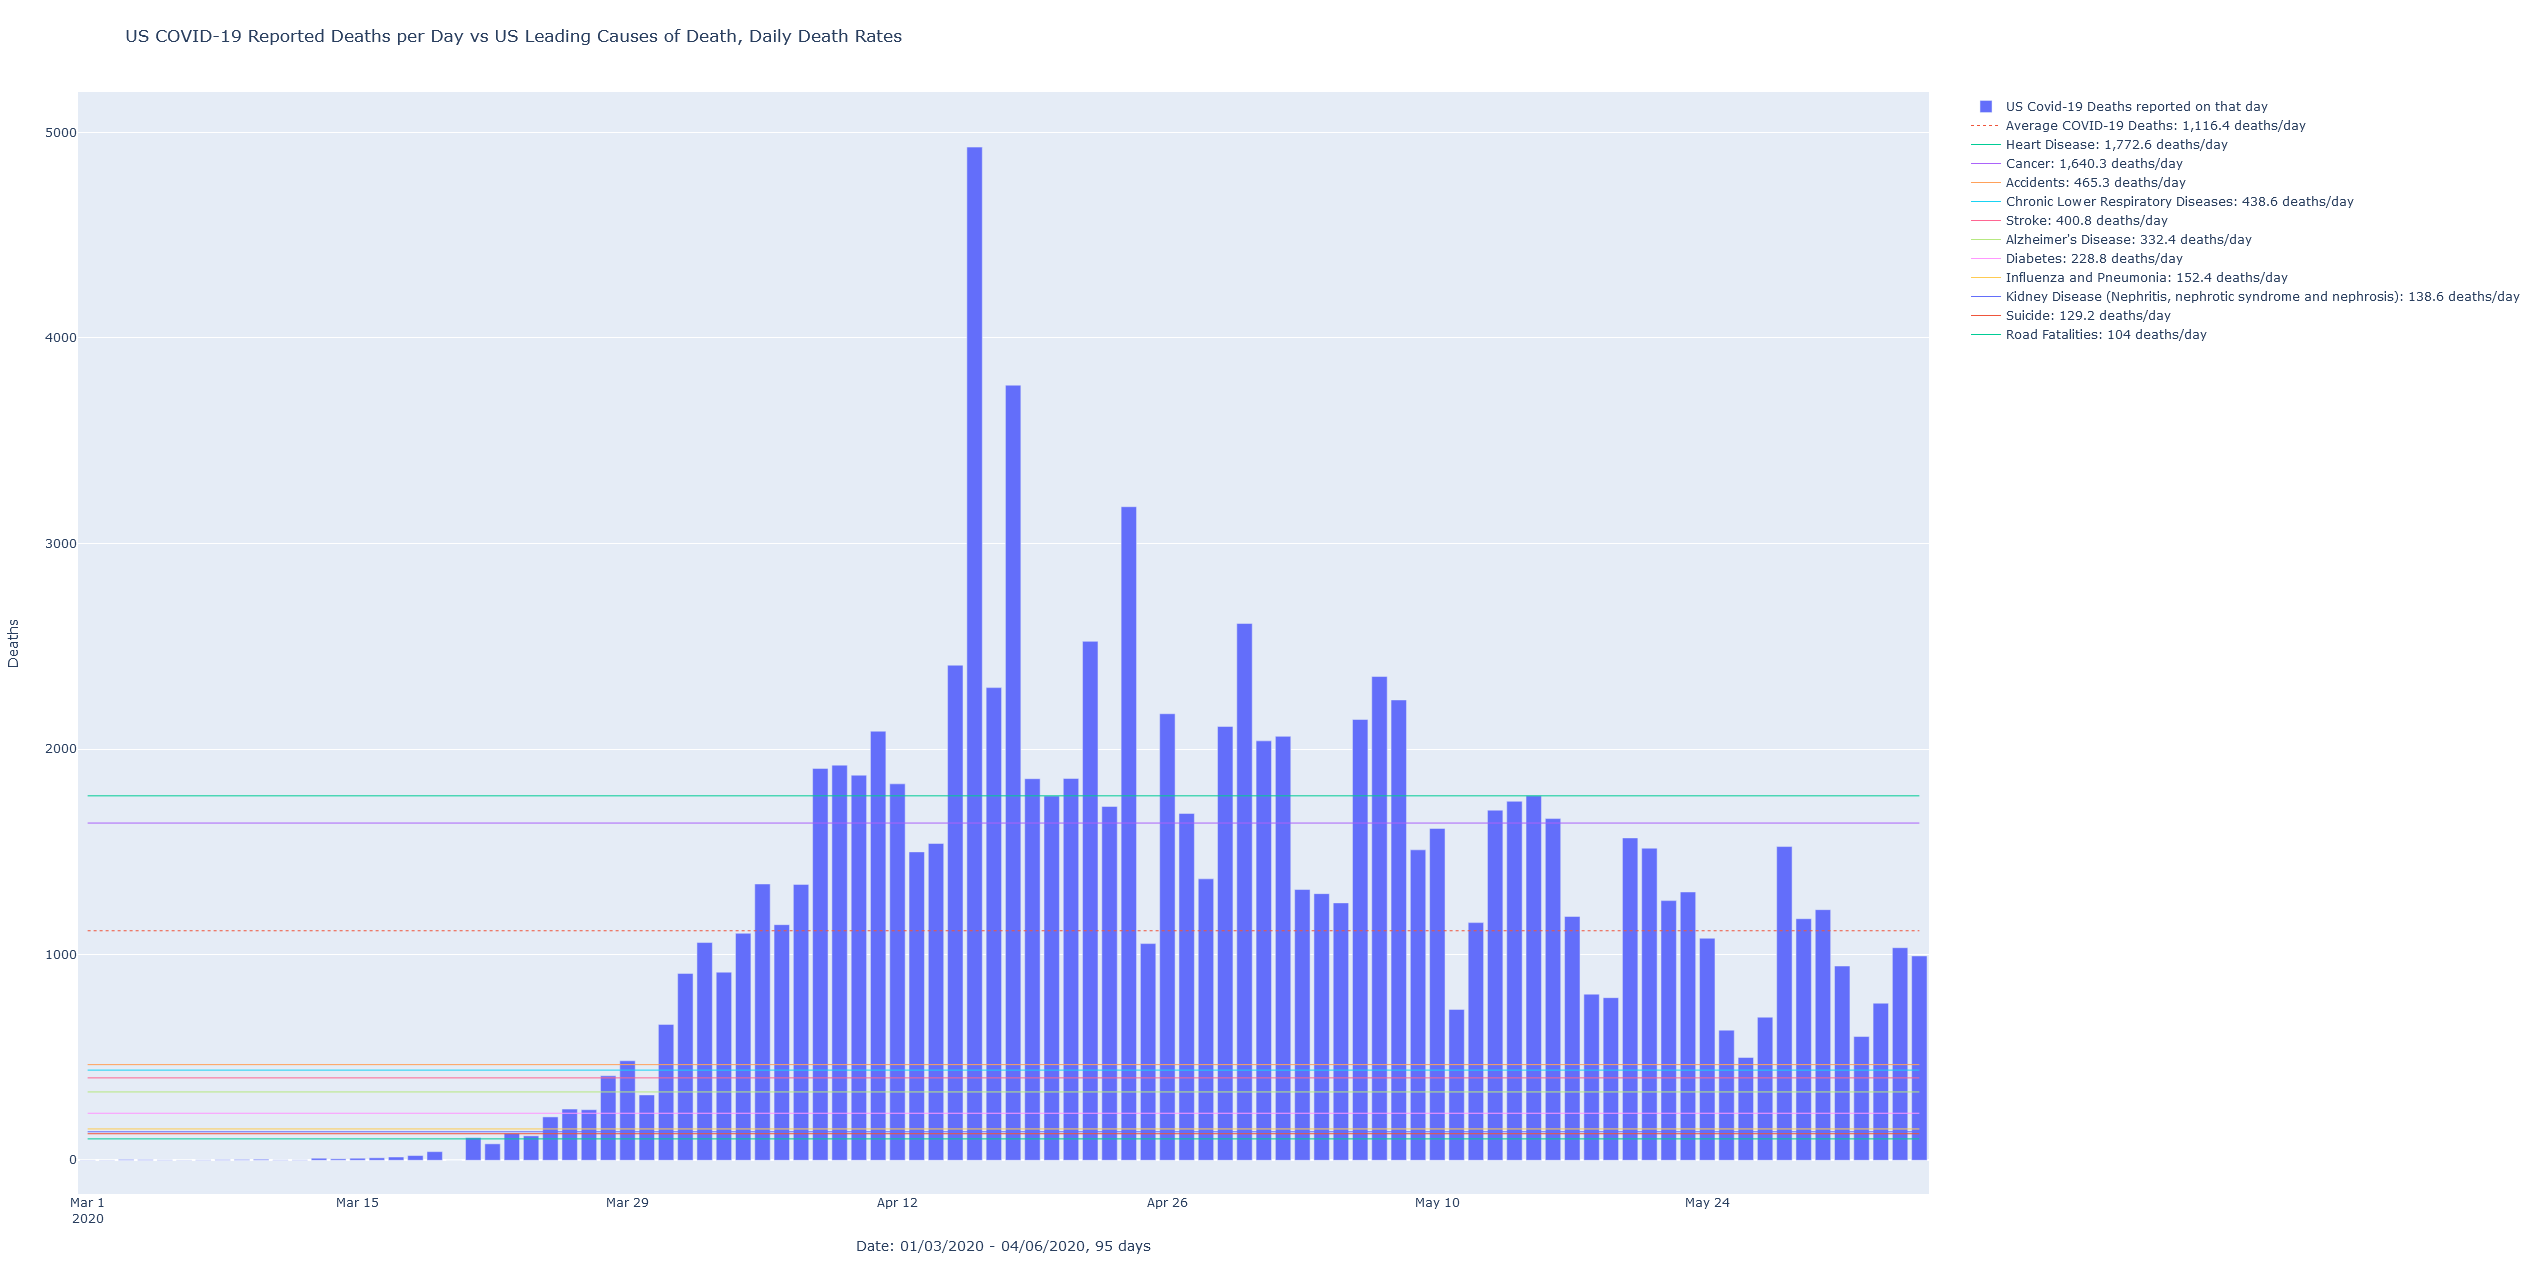 US COVID-19 Reported Deaths per Day vs US Leading Causes of Death, Daily Death Rates
US Covid-19 Deaths reported on that day
Average COVID-19 Deaths: 1,116.4 deaths/day
Heart Disease: 1,772.6 deaths/day
Cancer: 1,640.3 deaths/day
Accidents: 465.3 deaths/day
Chronic Lower Respiratory Diseases: 438.6 deaths/day
Stroke: 400.8 deaths/day
Alzheimer's Disease: 332.4 deaths/day
Diabetes: 228.8 deaths/day
Influenza and Pneumonia: 152.4 deaths/day
Kidney Disease (Nephritis, nephrotic syndrome and nephrosis): 138.6 deaths/day
Suicide: 129.2 deaths/day
Road Fatalities: 104 deaths/day
Deaths
5000
4000
3000
2000
1000
0
Mar 1 Mar 15 Mar 29 Apr 12 Apr 26 May 10 May 24
2020
Date: 01/03/2020 - 04/06/2020, 95 days